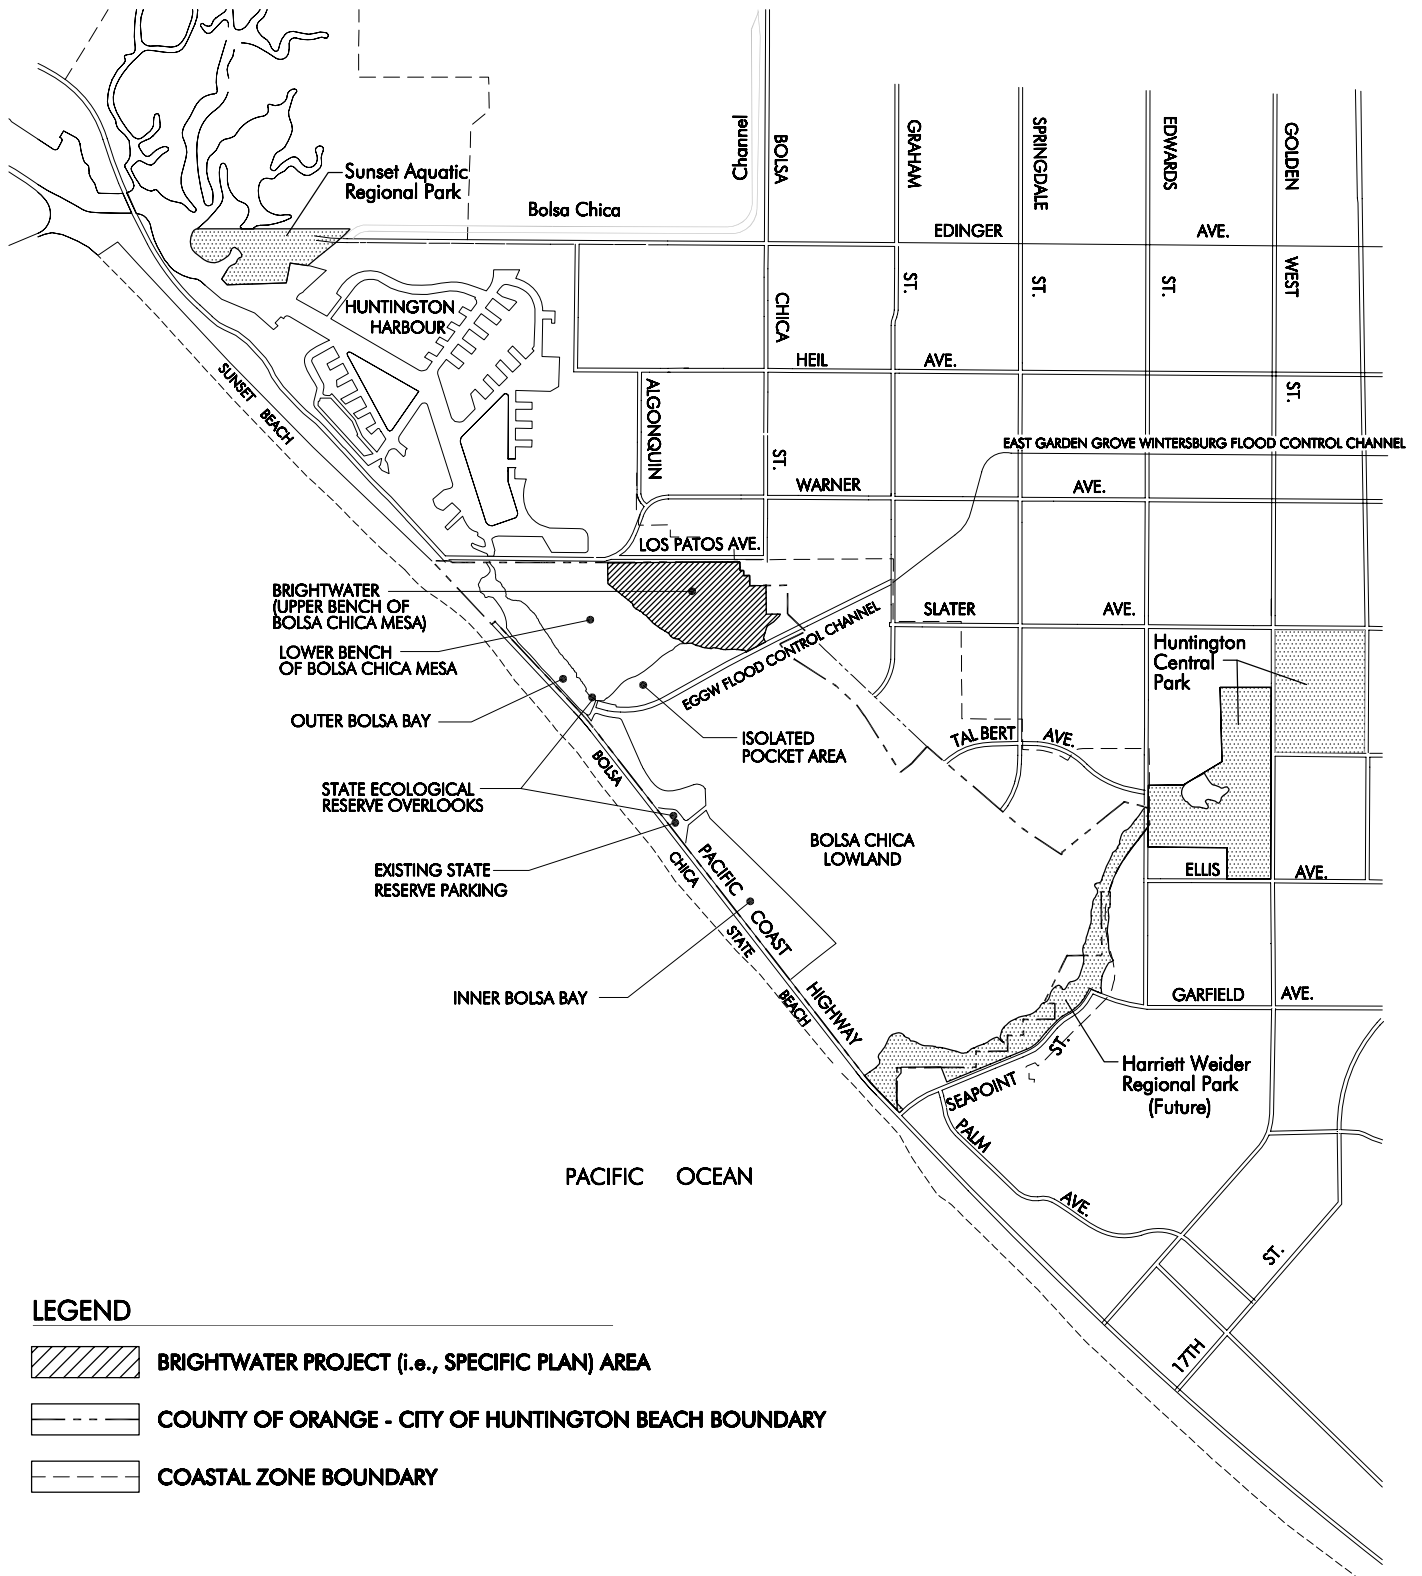 Sunset Aquatic
Regional Park
Bolsa Chica
Channel
BOLSA
CHICA
ST.
GRAHAM
ST.
SPRINGDALE
ST.
EDWARDS
ST.
GOLDEN
WEST
ST.
EDINGER AVE.
HUNTINGTON
HARBOUR
HEIL AVE.
ALGONQUIN
SUNSET BEACH
EAST GARDEN GROVE WINTERSBURG FLOOD CONTROL CHANNEL
WARNER AVE.
LOS PATOS AVE.
BRIGHTWATER
(UPPER BENCH OF
BOLSA CHICA MESA)
LOWER BENCH
OF BOLSA CHICA MESA
OUTER BOLSA BAY
EGGW FLOOD CONTROL CHANNEL
SLATER AVE.
Huntington
Central
Park
ISOLATED
POCKET AREA
TALBERT AVE.
STATE ECOLOGICAL
RESERVE OVERLOOKS
EXISTING STATE
RESERVE PARKING
BOLSA CHICA STATE BEACH
PACIFIC COAST HIGHWAY
BOLSA CHICA
LOWLAND
ELLIS AVE.
INNER BOLSA BAY
GARFIELD AVE.
SEAPOINT ST.
Harriett Weider
Regional Park
(Future)
PALM AVE.
17TH ST.
PACIFIC OCEAN
LEGEND
BRIGHTWATER PROJECT (i.e., SPECIFIC PLAN) AREA
COUNTY OF ORANGE - CITY OF HUNTINGTON BEACH BOUNDARY
COASTAL ZONE BOUNDARY